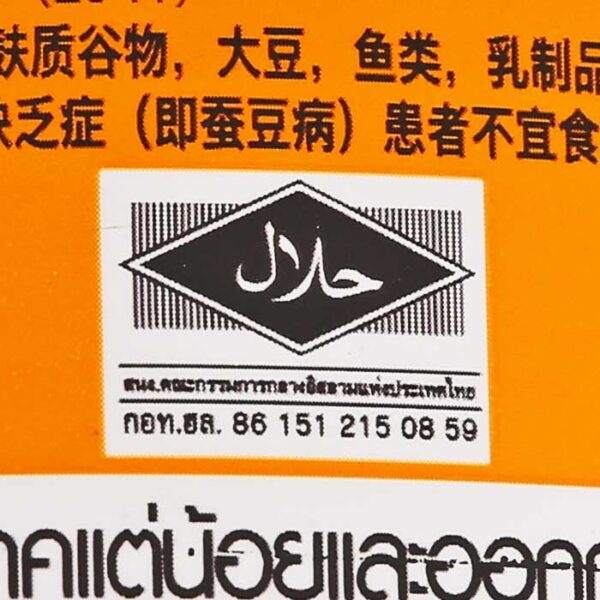 麸质谷物，大豆，鱼类，乳制品
缺乏症（即蚕豆病）患者不宜食
حلال
สนง.คณะกรรมการกลางอิสลามแห่งประเทศไทย
กอท.ฮล. 86 151 215 08 59
คแต่น้อยและออก